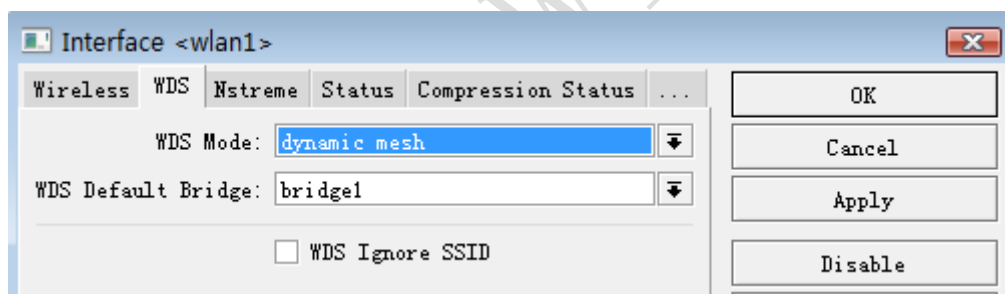 Interface <wlan1>
Wireless WDS Nstreme Status Compression Status ...
WDS Mode: dynamic mesh
WDS Default Bridge: bridge1
WDS Ignore SSID
OK
Cancel
Apply
Disable